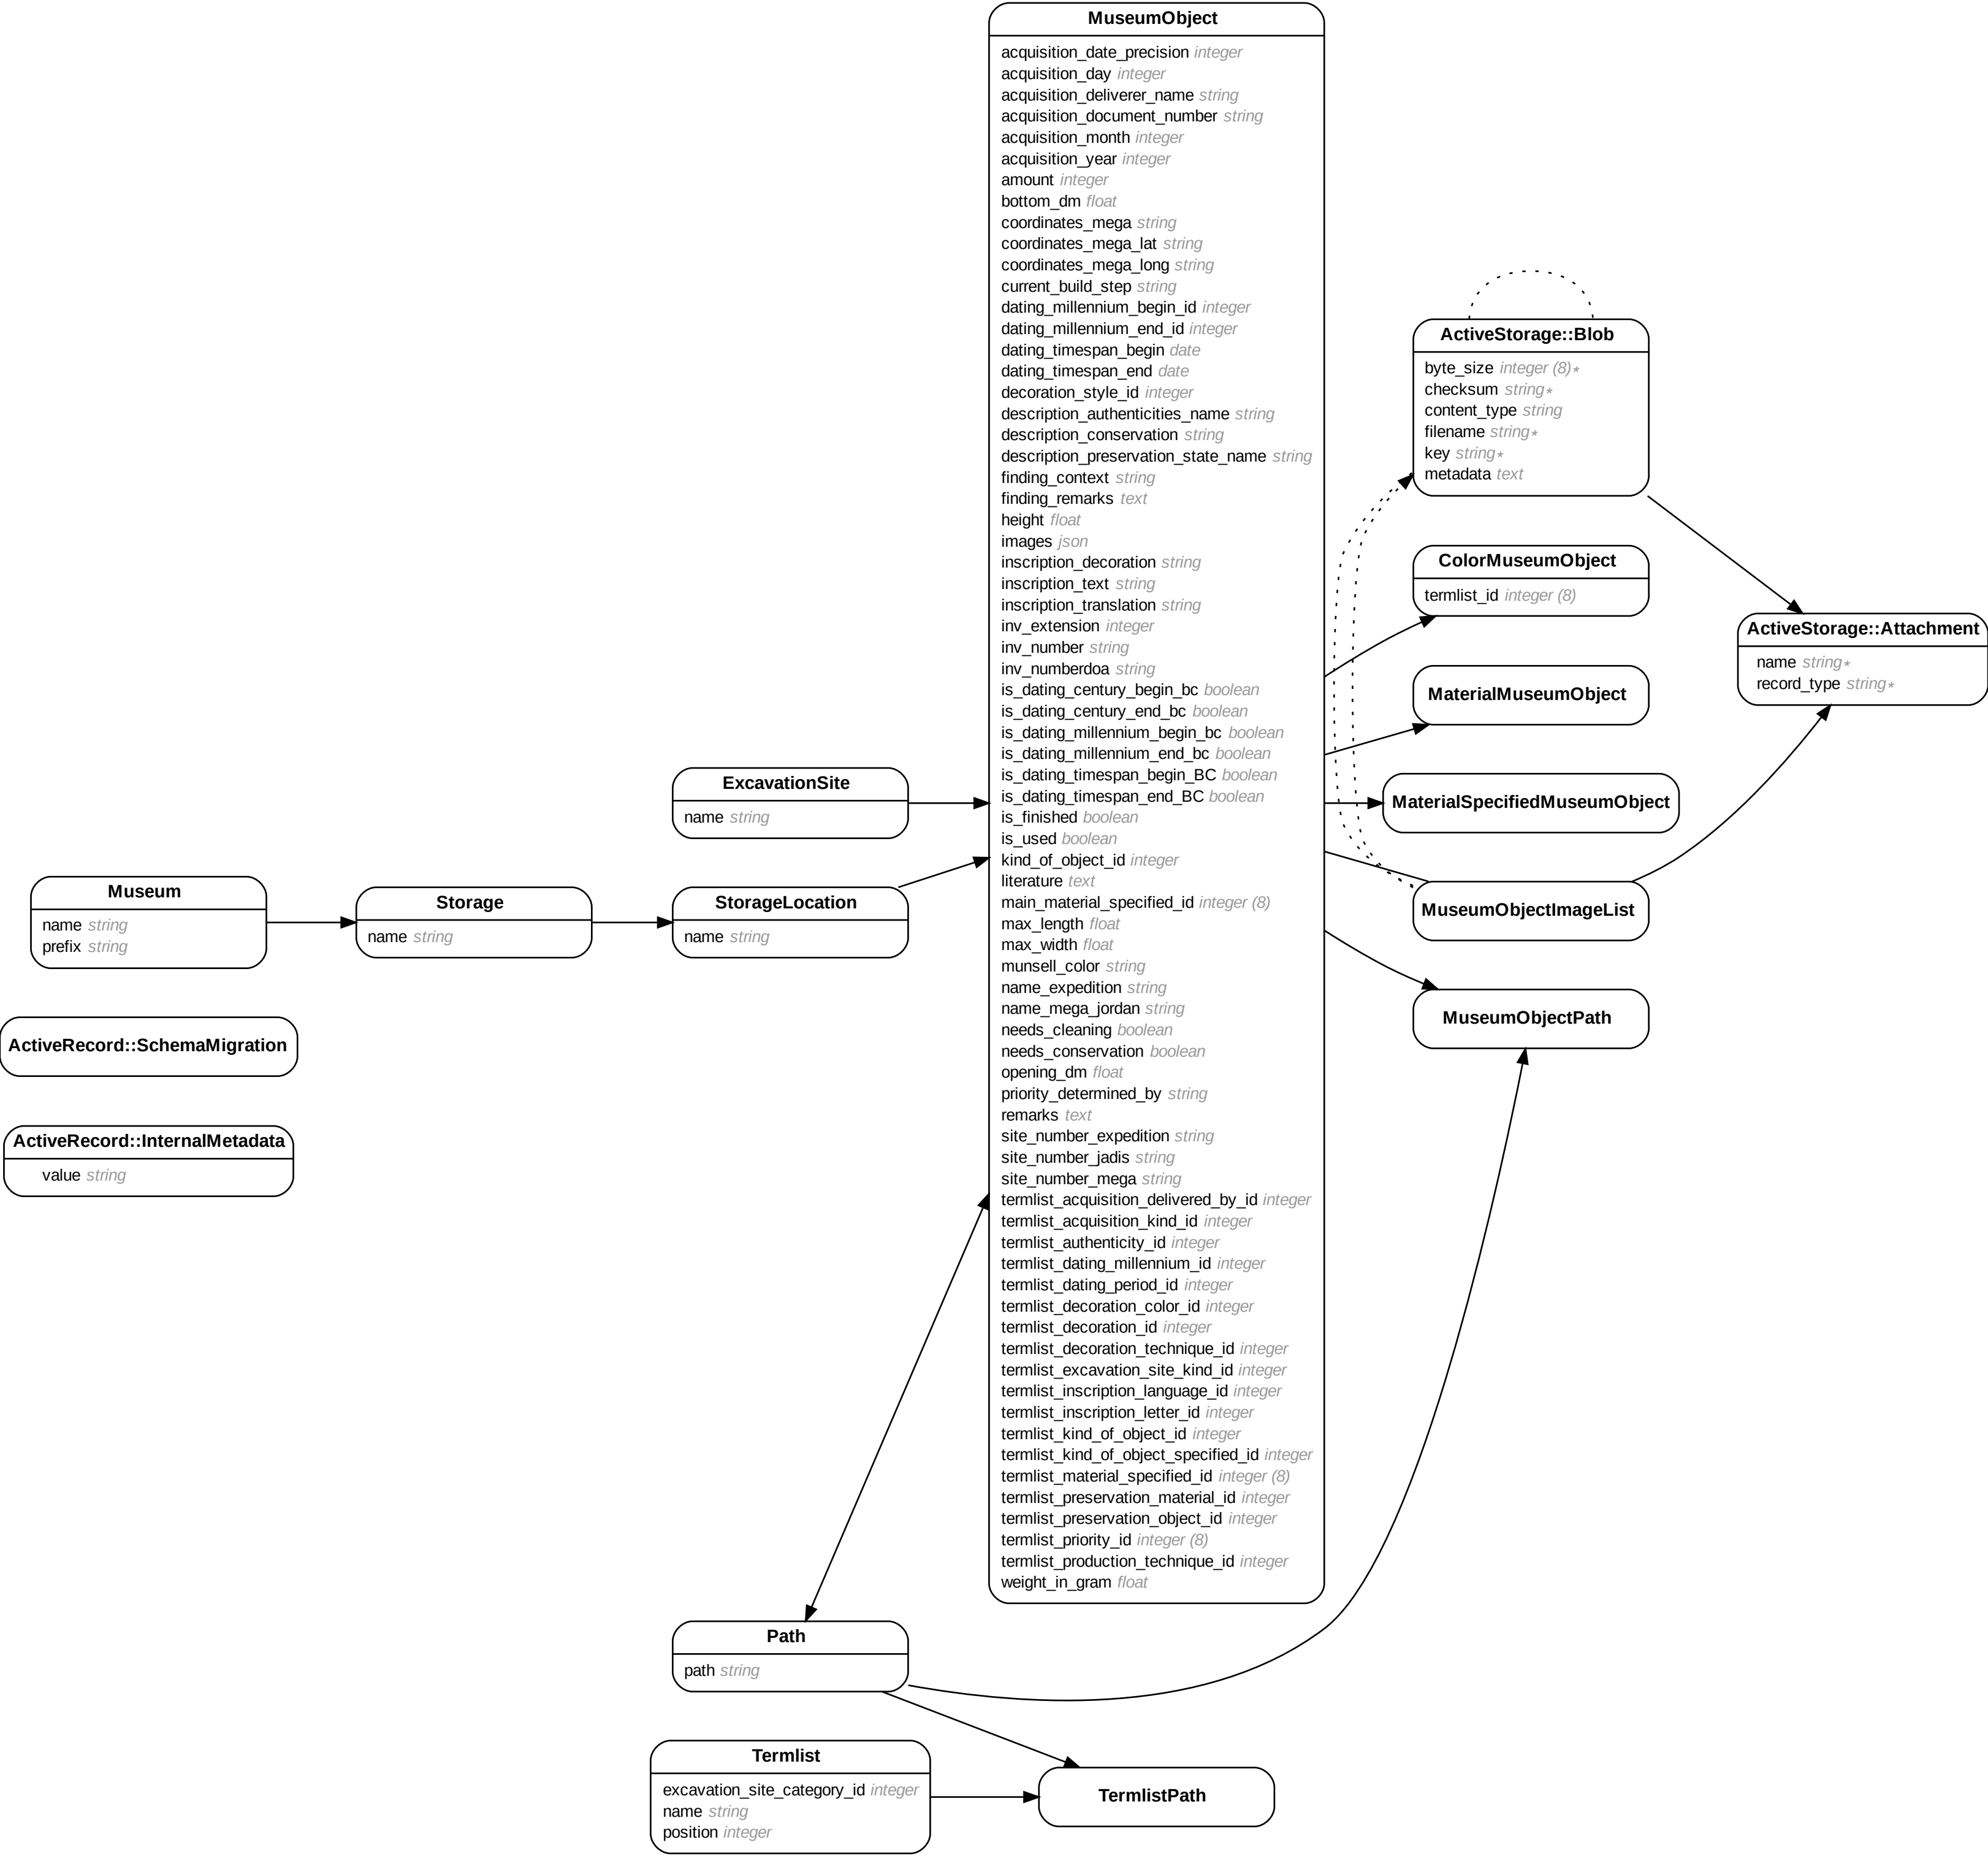 MuseumObject
acquisition_date_precision integer
acquisition_day integer
acquisition_deliverer_name string
acquisition_document_number string
acquisition_month integer
acquisition_year integer
amount integer
bottom_dm float
coordinates_mega string
coordinates_mega_lat string
coordinates_mega_long string
current_build_step string
dating_millennium_begin_id integer
dating_millennium_end_id integer
dating_timespan_begin date
dating_timespan_end date
decoration_style_id integer
description_authenticities_name string
description_conservation string
description_preservation_state_name string
finding_context string
finding_remarks text
height float
images json
inscription_decoration string
inscription_text string
inscription_translation string
inv_extension integer
inv_number string
inv_numberdoa string
is_dating_century_begin_bc boolean
is_dating_century_end_bc boolean
is_dating_millennium_begin_bc boolean
is_dating_millennium_end_bc boolean
is_dating_timespan_begin_BC boolean
is_dating_timespan_end_BC boolean
is_finished boolean
is_used boolean
kind_of_object_id integer
literature text
main_material_specified_id integer (8)
max_length float
max_width float
munsell_color string
name_expedition string
name_mega_jordan string
needs_cleaning boolean
needs_conservation boolean
opening_dm float
priority_determined_by string
remarks text
site_number_expedition string
site_number_jadis string
site_number_mega string
termlist_acquisition_delivered_by_id integer
termlist_acquisition_kind_id integer
termlist_authenticity_id integer
termlist_dating_millennium_id integer
termlist_dating_period_id integer
termlist_decoration_color_id integer
termlist_decoration_id integer
termlist_decoration_technique_id integer
termlist_excavation_site_kind_id integer
termlist_inscription_language_id integer
termlist_inscription_letter_id integer
termlist_kind_of_object_id integer
termlist_kind_of_object_specified_id integer
termlist_material_specified_id integer (8)
termlist_preservation_material_id integer
termlist_preservation_object_id integer
termlist_priority_id integer (8)
termlist_production_technique_id integer
weight_in_gram float
ActiveStorage::Blob
byte_size integer (8)∗
checksum string∗
content_type string
filename string∗
key string∗
metadata text
ColorMuseumObject
termlist_id integer (8)
ActiveStorage::Attachment
name string∗
record_type string∗
MaterialMuseumObject
MaterialSpecifiedMuseumObject
MuseumObjectImageList
MuseumObjectPath
ExcavationSite
name string
Museum
name string
prefix string
Storage
name string
StorageLocation
name string
ActiveRecord::SchemaMigration
ActiveRecord::InternalMetadata
value string
Path
path string
Termlist
excavation_site_category_id integer
name string
position integer
TermlistPath